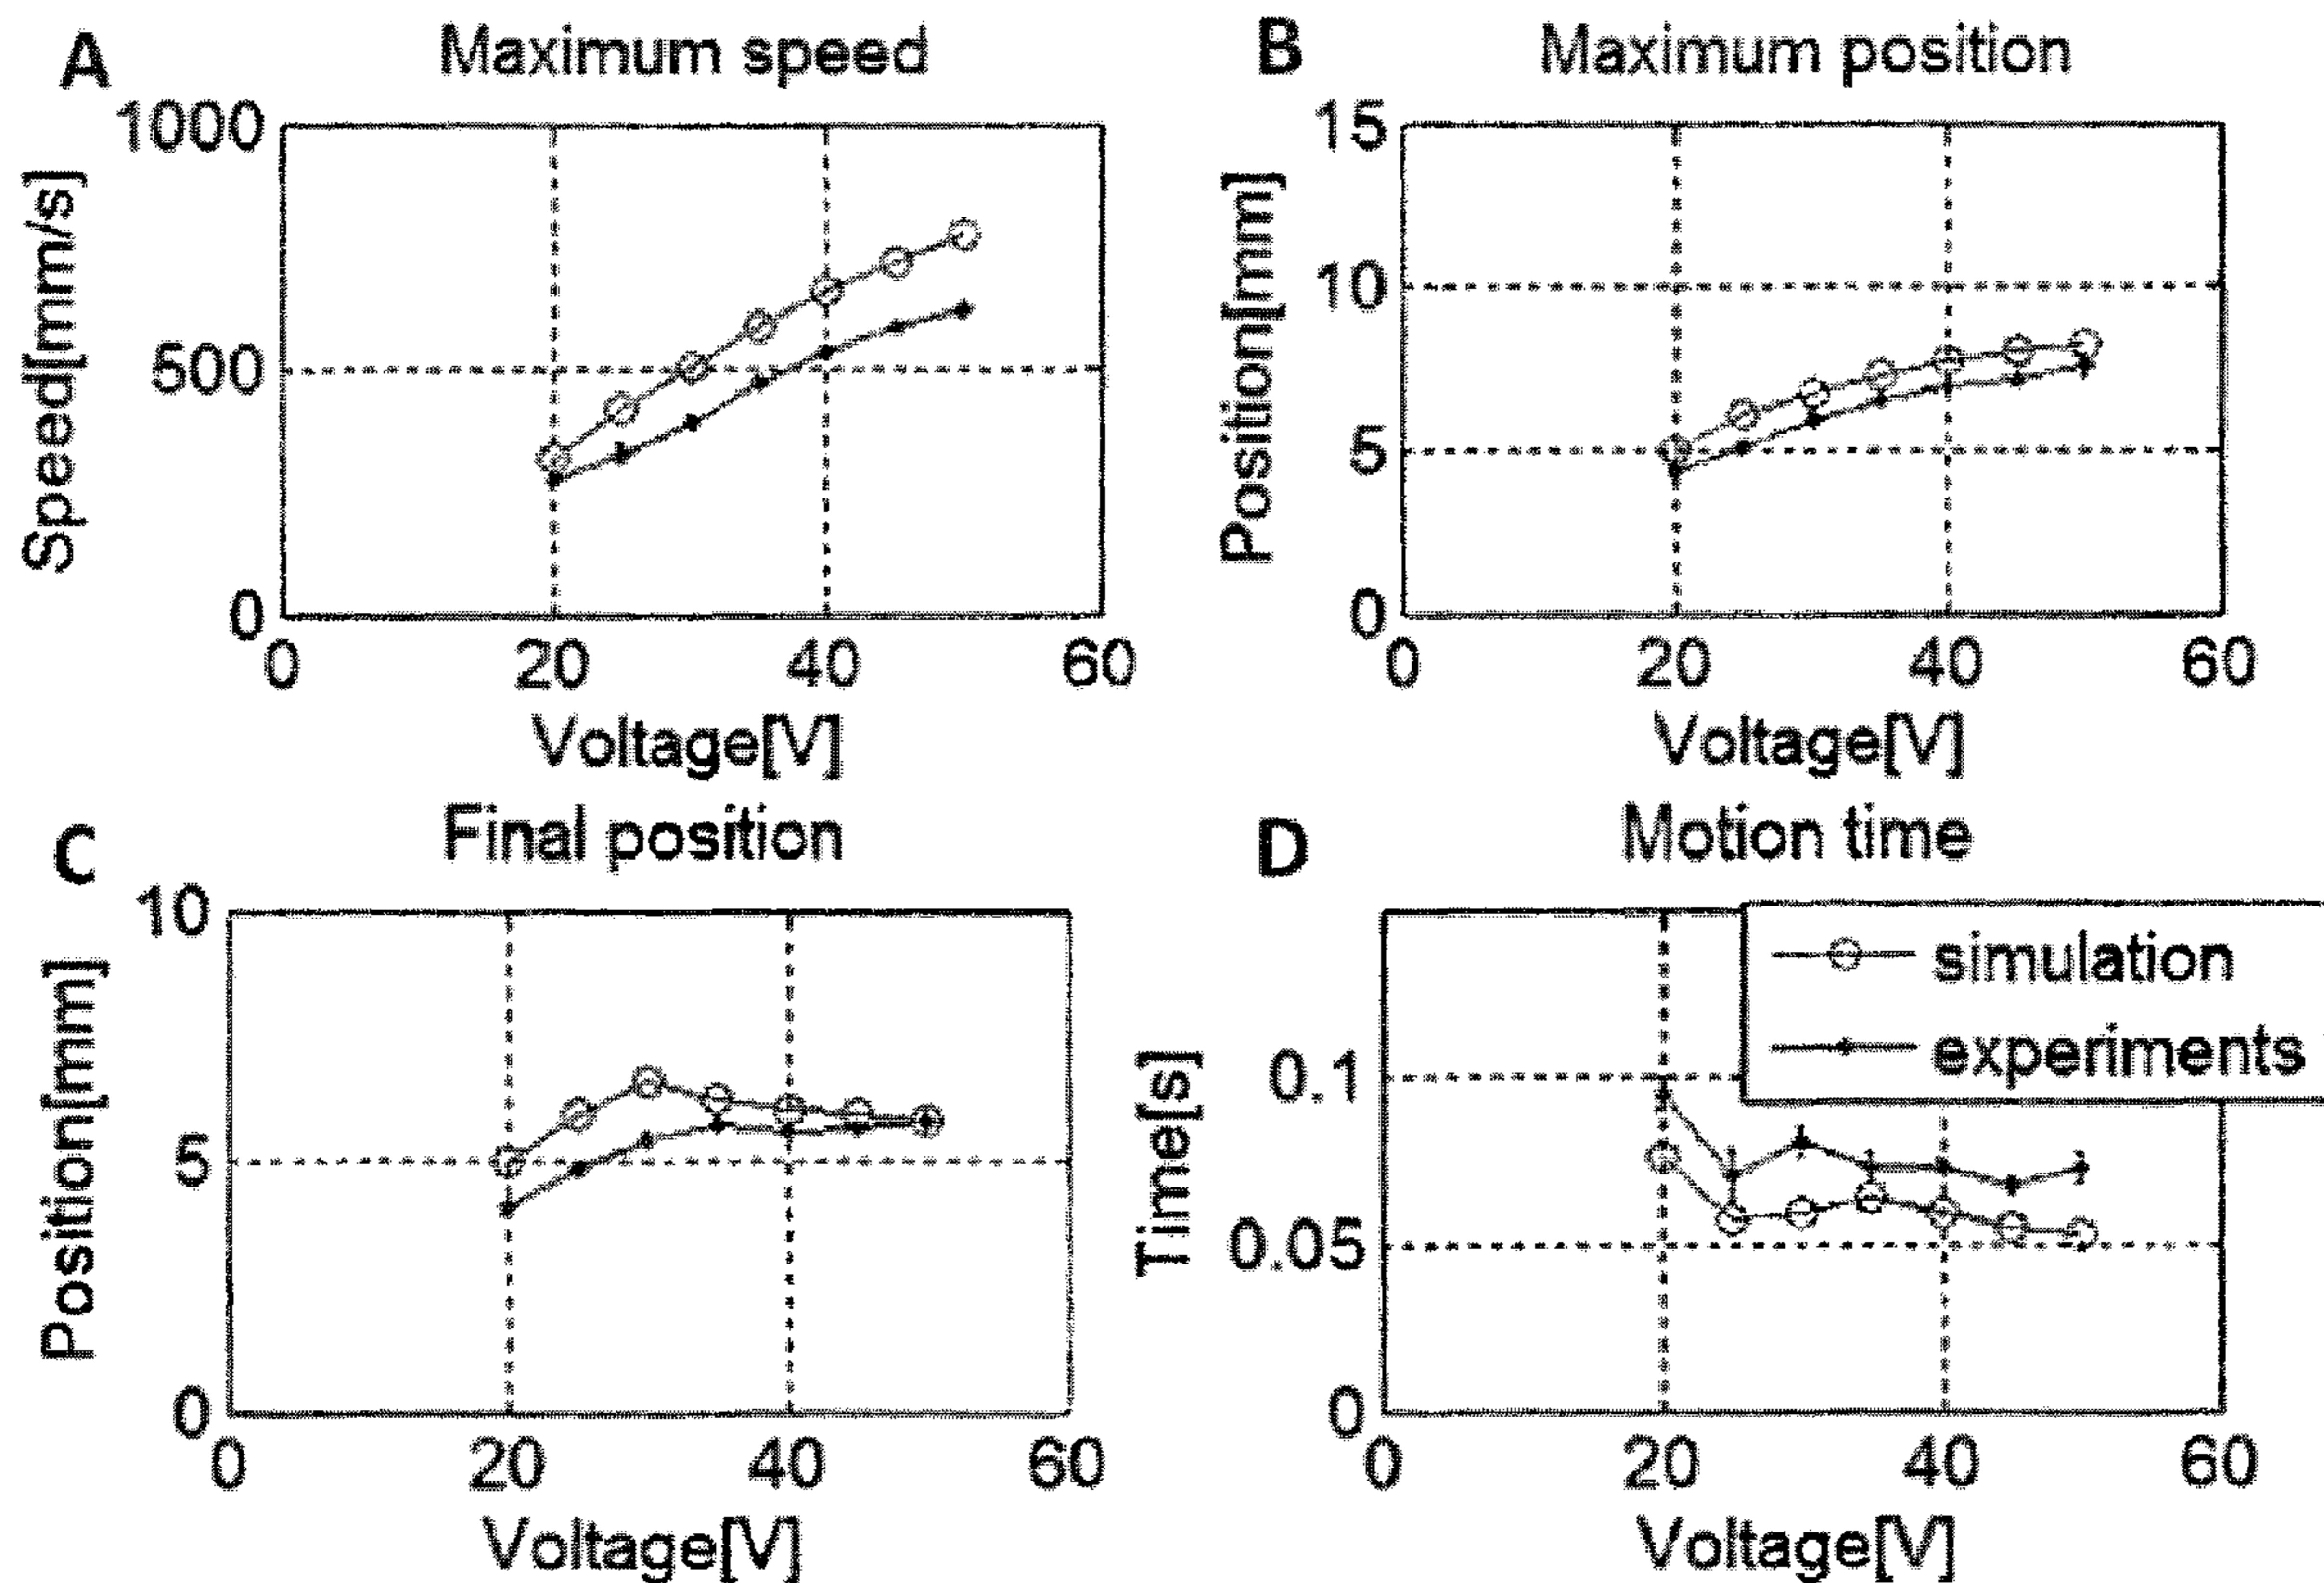 A
Maximum speed
1000
500
0
Speed[mm/s]
0 20 40 60
Voltage[V]
B
Maximum position
15
10
5
0
Position[mm]
0 20 40 60
Voltage[V]
C
Final position
10
5
0
Position[mm]
0 20 40 60
Voltage[V]
D
Motion time
simulation
experiments
0.1
0.05
0
Time[s]
0 20 40 60
Voltage[V]